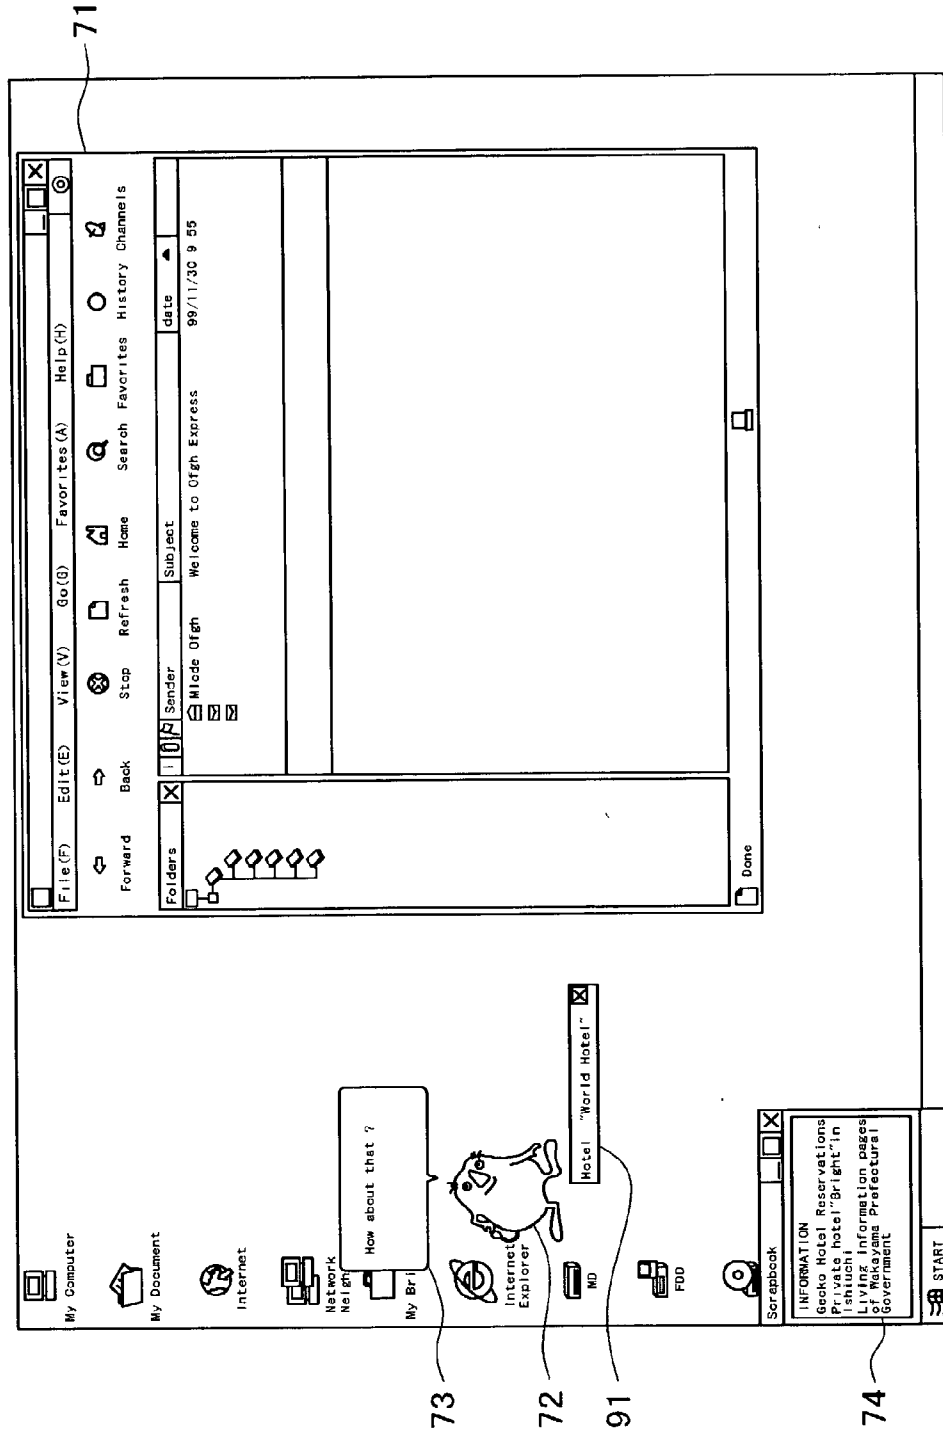 My Computer
My Document
Internet
Network
Neigh
My Bri
Internet
Explorer
MD
FDD
How about that ?
Hotel "World Hotel"
Scrapbook
INFORMATION
Gecko Hotel Reservations
Private hotel"Bright"in
Ishiuchi
Living Information pages
of Wakayama Prefectural
Government
START
File(F) Edit(E) View(V) Go(G) Favorites(A) Help(H)
Forward Back Stop Refresh Home Search Favorites History Channels
Folders
Sender Subject date
Micde Ofgh Welcome to Ofgh Express 99/11/30 9 55
Done
71
73
72
91
74